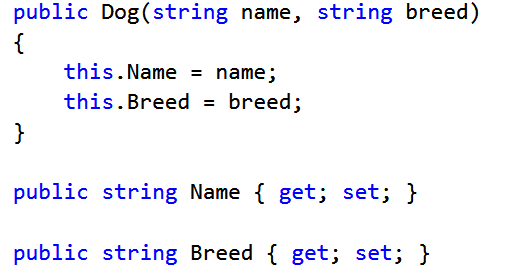 public Dog(string name, string breed)
{
    this.Name = name;
    this.Breed = breed;
}
public string Name { get; set; }
public string Breed { get; set; }